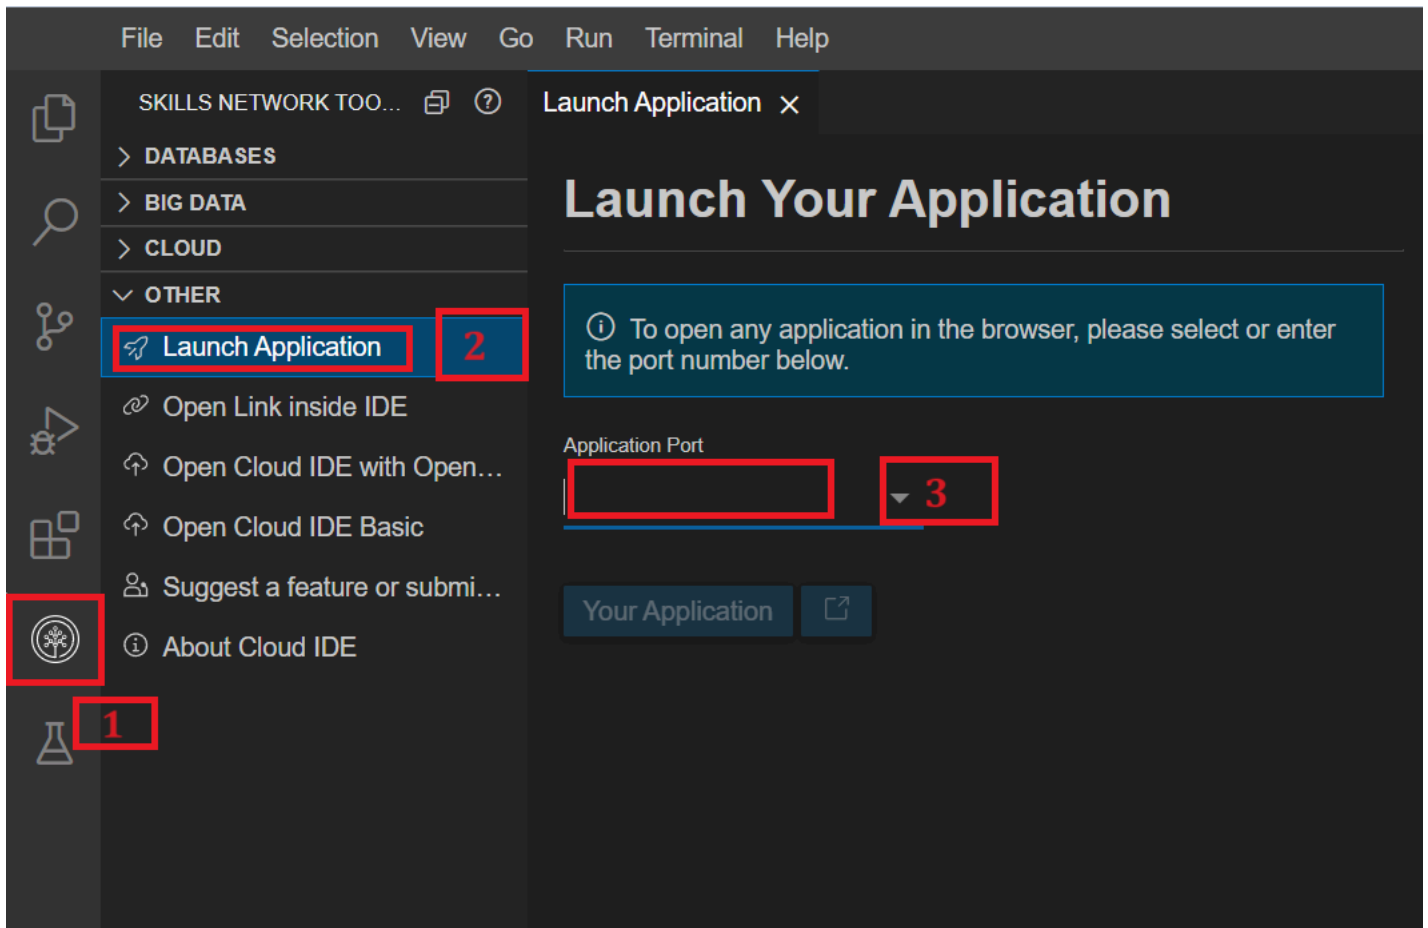 File Edit Selection View Go Run Terminal Help
SKILLS NETWORK TOO...
Launch Application
DATABASES
BIG DATA
CLOUD
OTHER
Launch Application
2
Open Link inside IDE
Open Cloud IDE with Open...
Open Cloud IDE Basic
Suggest a feature or submi...
About Cloud IDE
1
Launch Your Application
To open any application in the browser, please select or enter
the port number below.
Application Port
3
Your Application